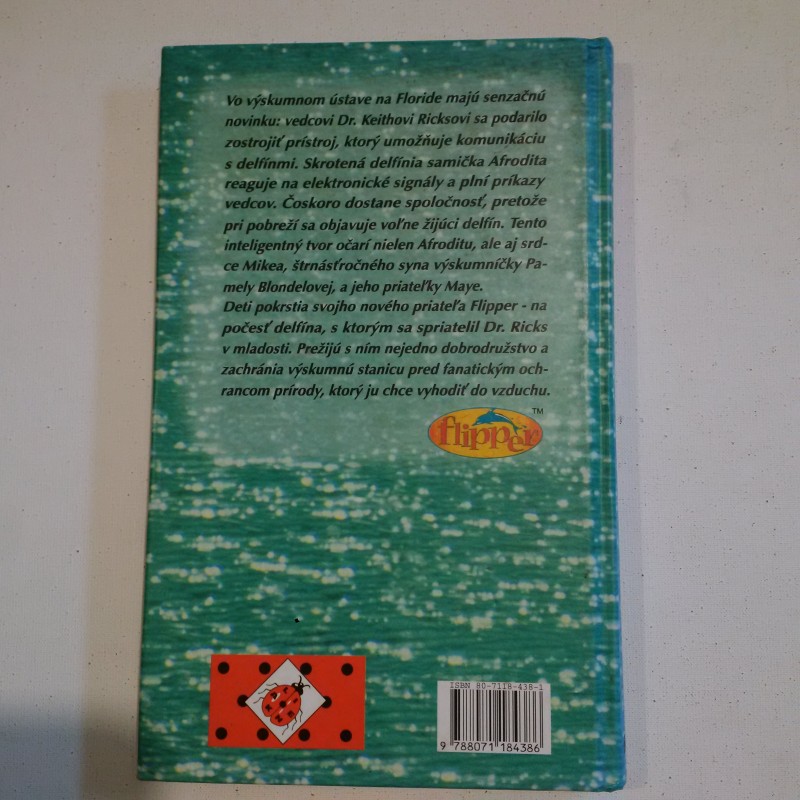 Vo výskumnom ústave na Floride majú senzačnú
novinku: vedcovi Dr. Keithovi Ricksovi sa podarilo
zostrojiť prístroj, ktorý umožňuje komunikáciu
s delfínmi. Skrotená delfínia samička Afrodita
reaguje na elektronické signály a plní príkazy
vedcov. Čoskoro dostane spoločnosť, pretože
pri pobreží sa objavuje voľne žijúci delfín. Tento
inteligentný tvor očarí nielen Afroditu, ale aj srd-
ce Mikea, štrnásťročného syna výskumníčky Pa-
mely Blondelovej, a jeho priateľky Maye.
Deti pokrstia svojho nového priateľa Flipper - na
počesť delfína, s ktorým sa spriatelil Dr. Ricks
v mladosti. Prežijú s ním nejedno dobrodružstvo a
zachránia výskumnú stanicu pred fanatickým och-
rancom prírody, ktorý ju chce vyhodiť do vzduchu.
flipper TM
ISBN 80-7118-438-1
9 788071 184386